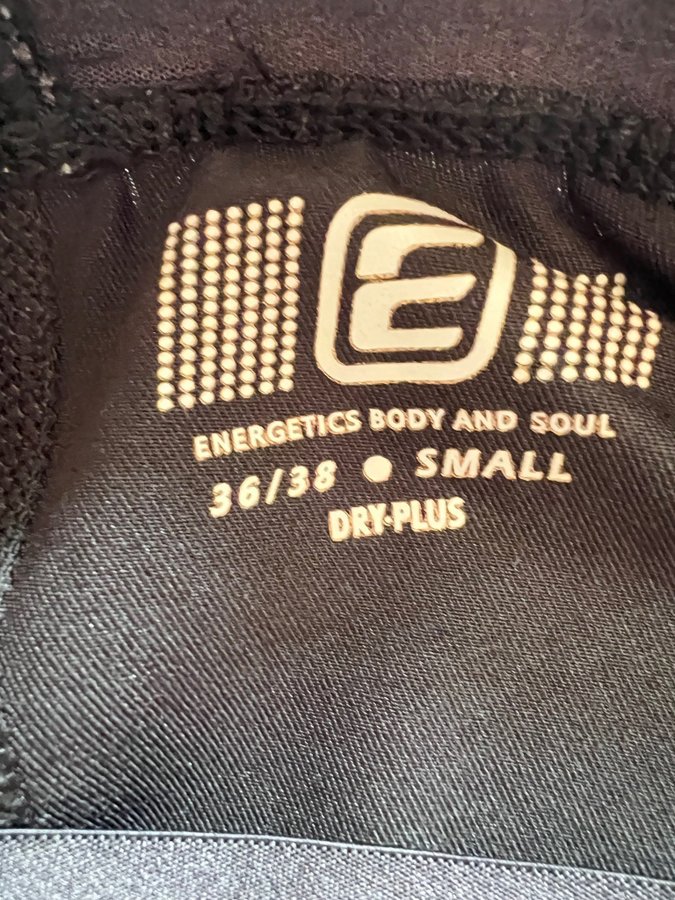 E
ENERGETICS BODY AND SOUL
36/38 ● SMALL
DRY·PLUS